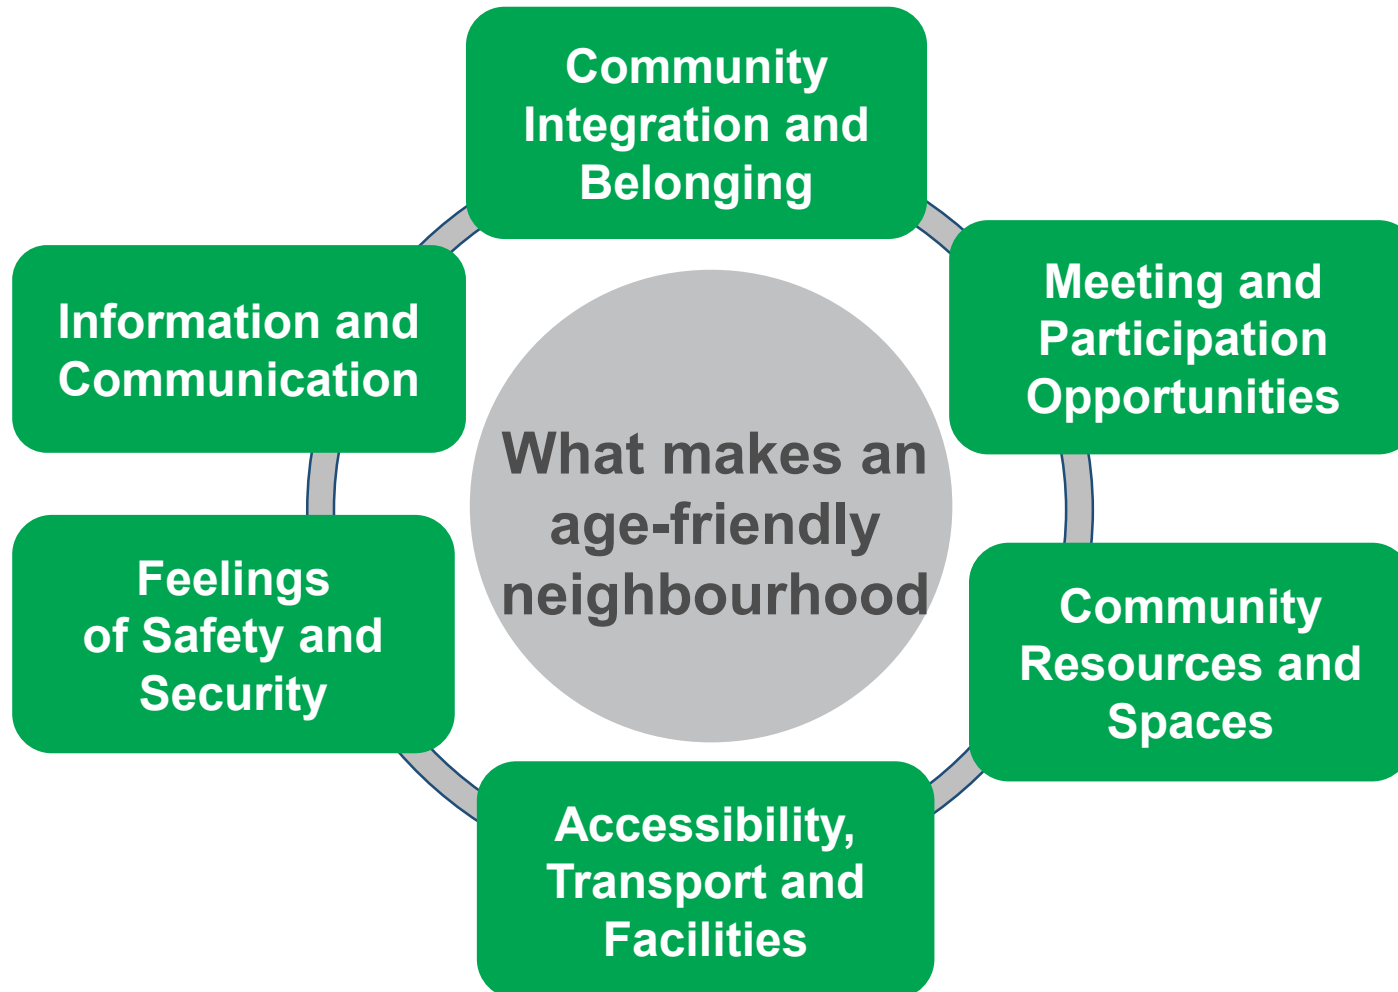 Community
Integration and
Belonging
Meeting and
Participation
Opportunities
Community
Resources and
Spaces
Accessibility,
Transport and
Facilities
Feelings
of Safety and
Security
Information and
Communication
What makes an
age-friendly
neighbourhood